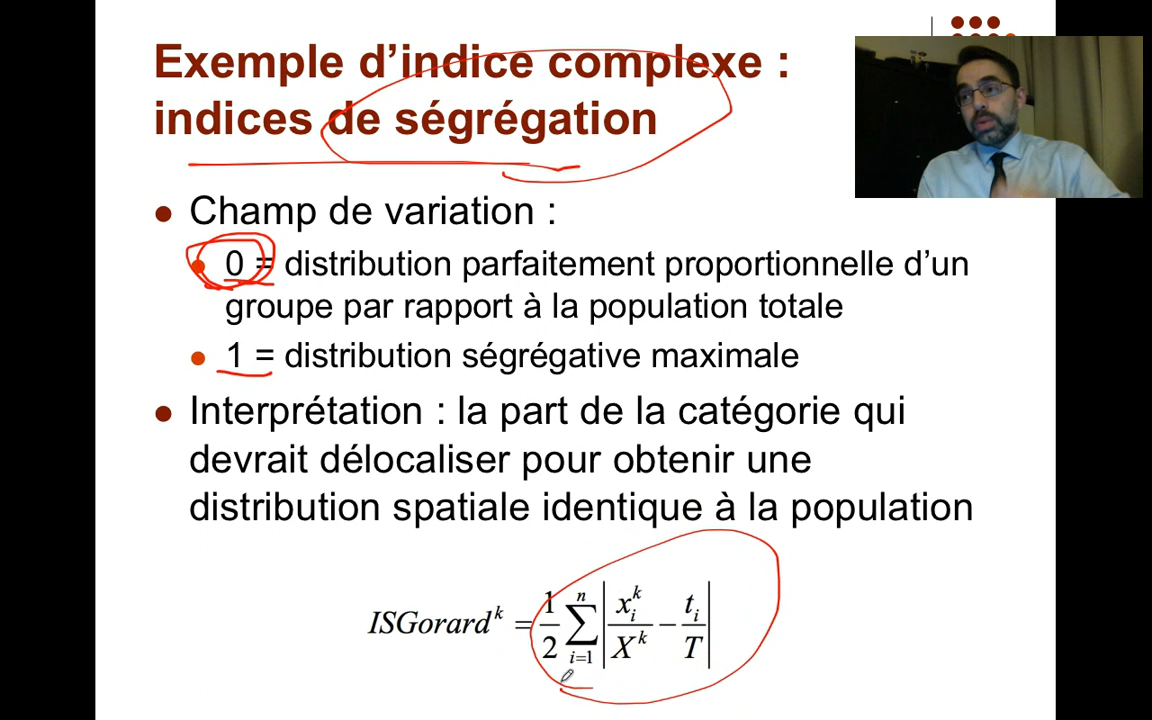 Exemple d’indice complexe :
indices de ségrégation
Champ de variation :
0 = distribution parfaitement proportionnelle d’un
groupe par rapport à la population totale
1 = distribution ségrégative maximale
Interprétation : la part de la catégorie qui
devrait délocaliser pour obtenir une
distribution spatiale identique à la population
ISGorard^k = 1/2 ∑_{i=1}^{n} | x_i^k / X^k − t_i / T |